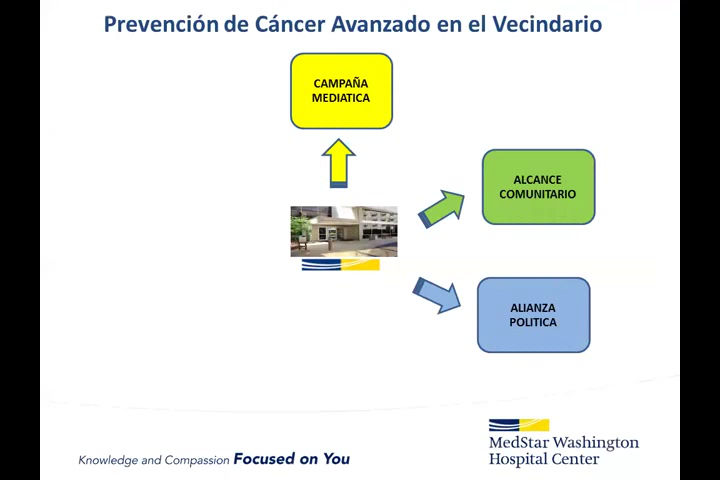 Prevención de Cáncer Avanzado en el Vecindario
CAMPAÑA
MEDIATICA
ALCANCE
COMUNITARIO
ALIANZA
POLITICA
Knowledge and Compassion Focused on You
MedStar Washington
Hospital Center